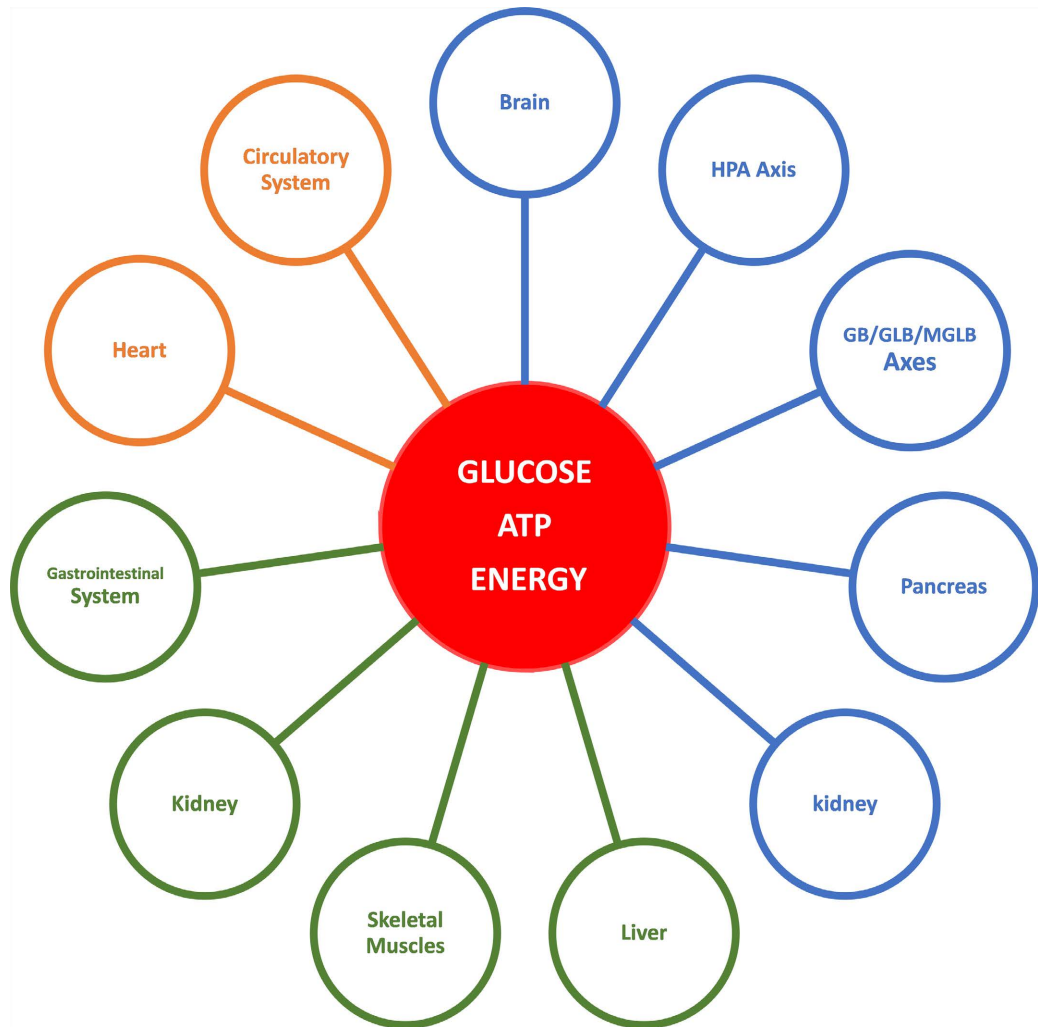 Brain
HPA Axis
GB/GLB/MGLB
Axes
Pancreas
kidney
Liver
Skeletal
Muscles
Kidney
Gastrointestinal
System
Heart
Circulatory
System
GLUCOSE
ATP
ENERGY